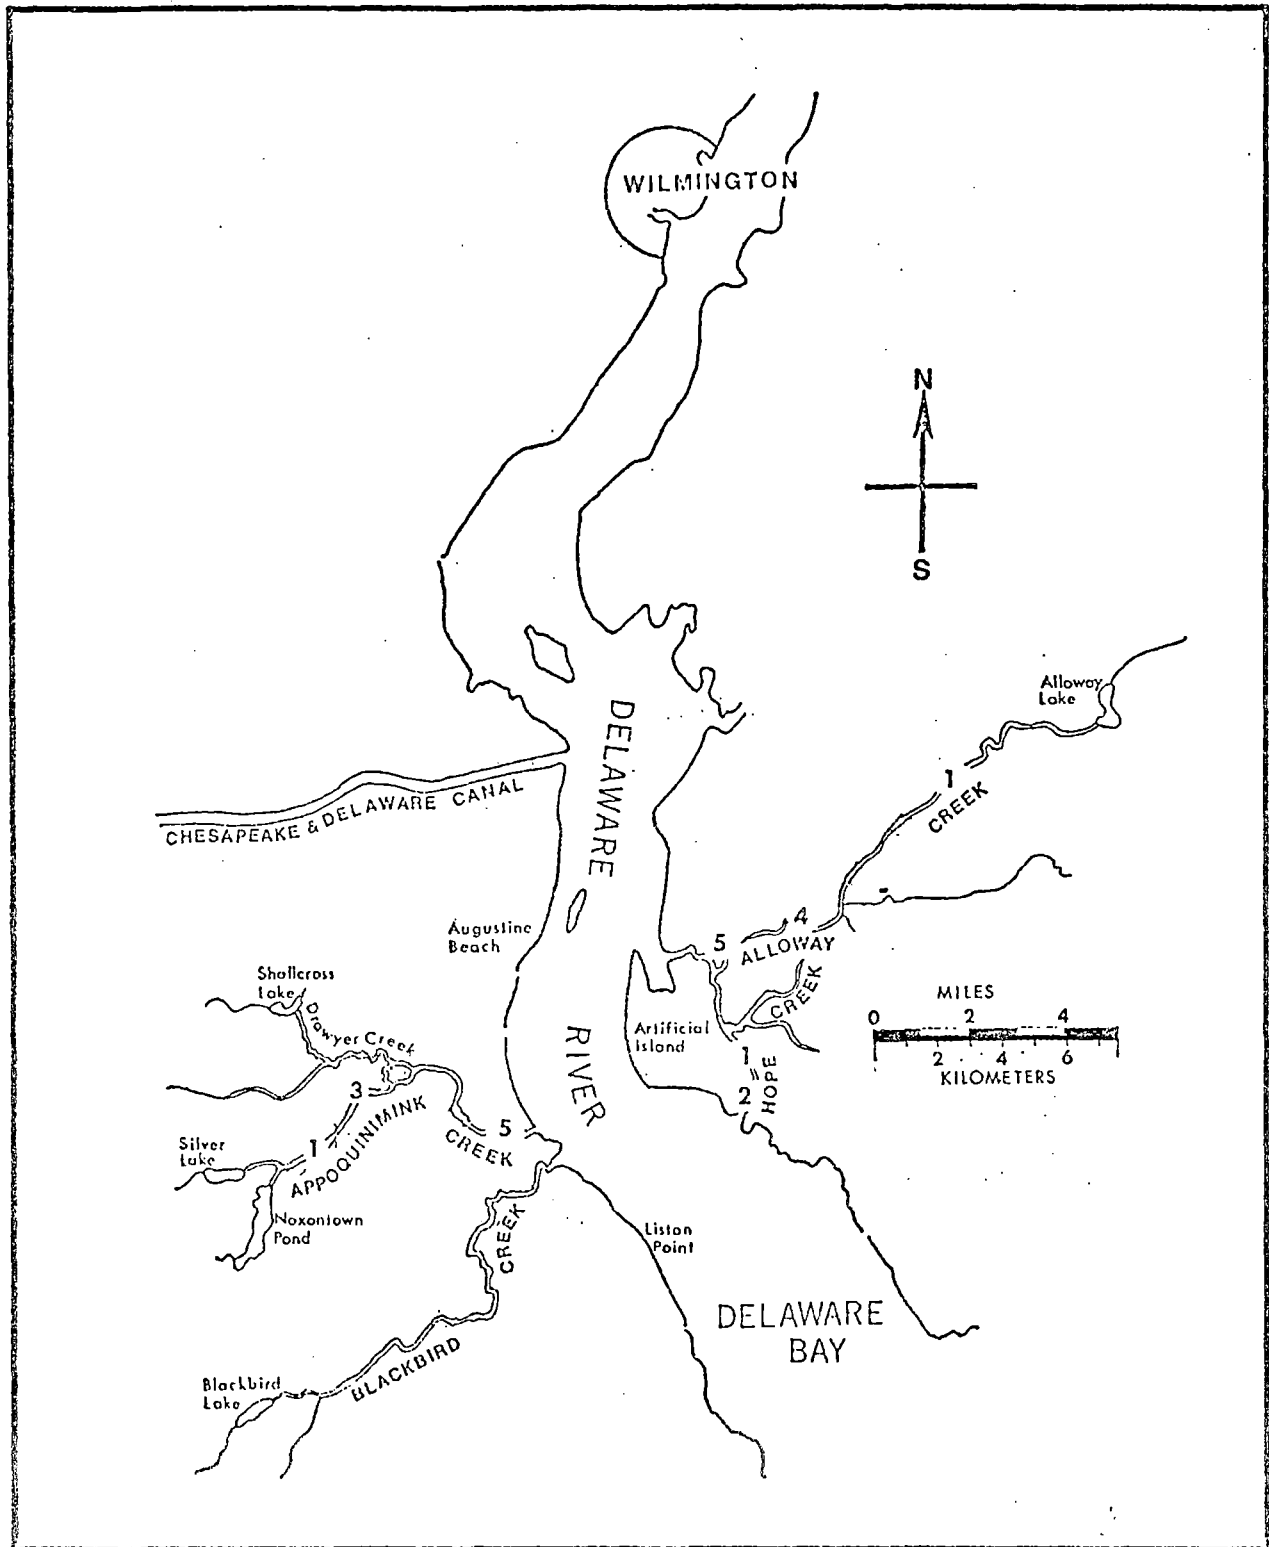 WILMINGTON
N
S
Alloway
Lake
DELAWARE
1
CREEK
CHESAPEAKE & DELAWARE CANAL
Augustine
Beach
5
4
ALLOWAY
CREEK
Shallcross
Lake
Drawyer Creek
MILES
0 2 4
2 4 6
KILOMETERS
RIVER
Artificial
Island
1
HOPE
2
3
APPOQUINIMINK
CREEK
5
1
Silver
Lake
Noxontown
Pond
CREEK
Liston
Point
DELAWARE
BAY
BLACKBIRD
Blackbird
Lake